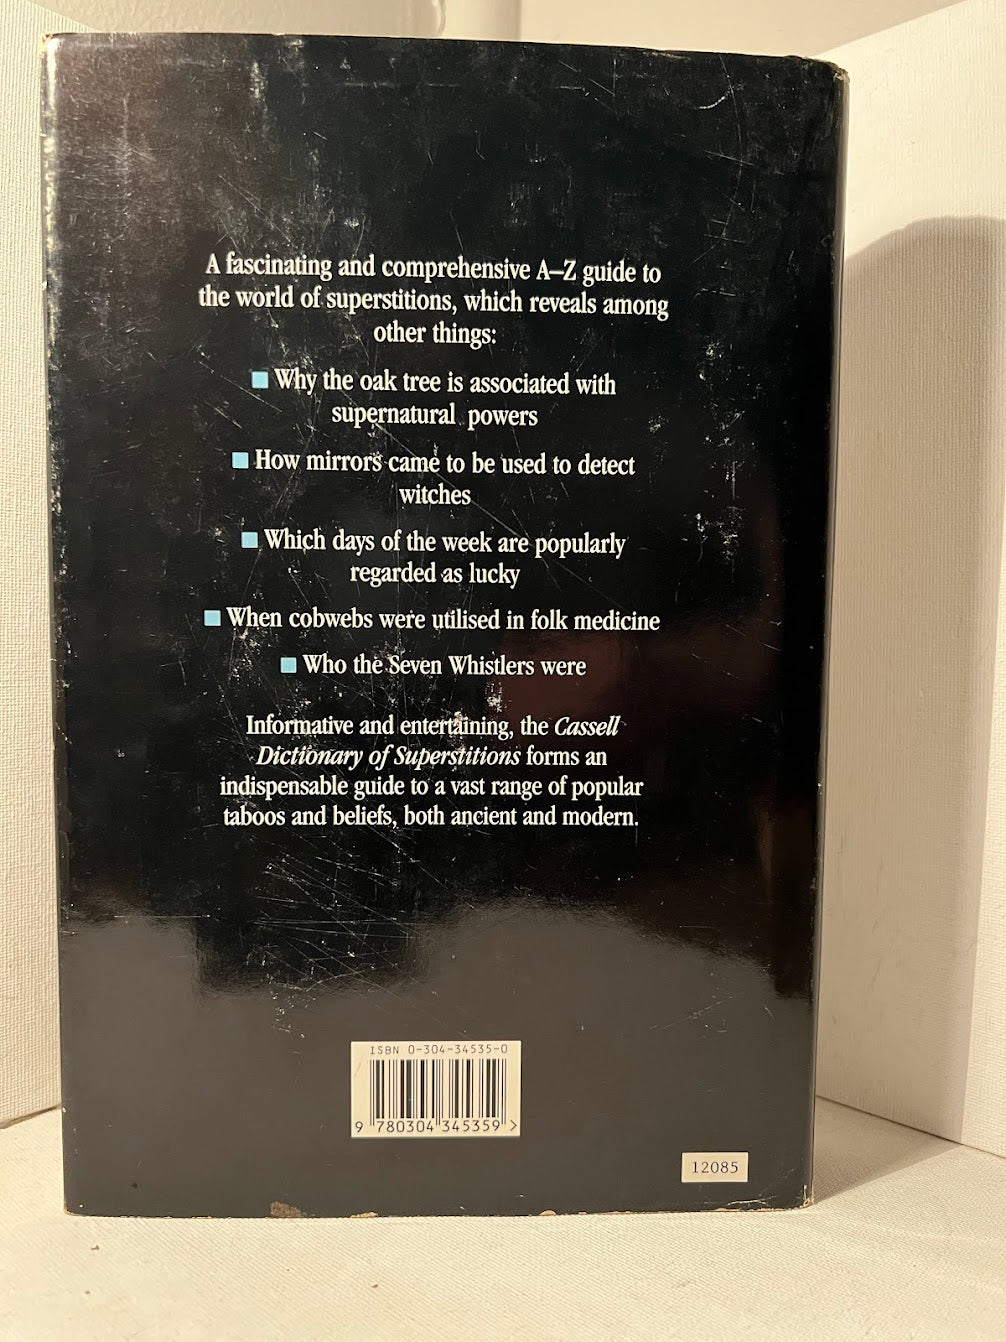 A fascinating and comprehensive A–Z guide to
the world of superstitions, which reveals among
other things:
■ Why the oak tree is associated with
supernatural powers
■ How mirrors came to be used to detect
witches
■ Which days of the week are popularly
regarded as lucky
■ When cobwebs were utilised in folk medicine
■ Who the Seven Whistlers were
Informative and entertaining, the Cassell
Dictionary of Superstitions forms an
indispensable guide to a vast range of popular
taboos and beliefs, both ancient and modern.
ISBN 0-304-34535-0
9 780304 345359 >
12085